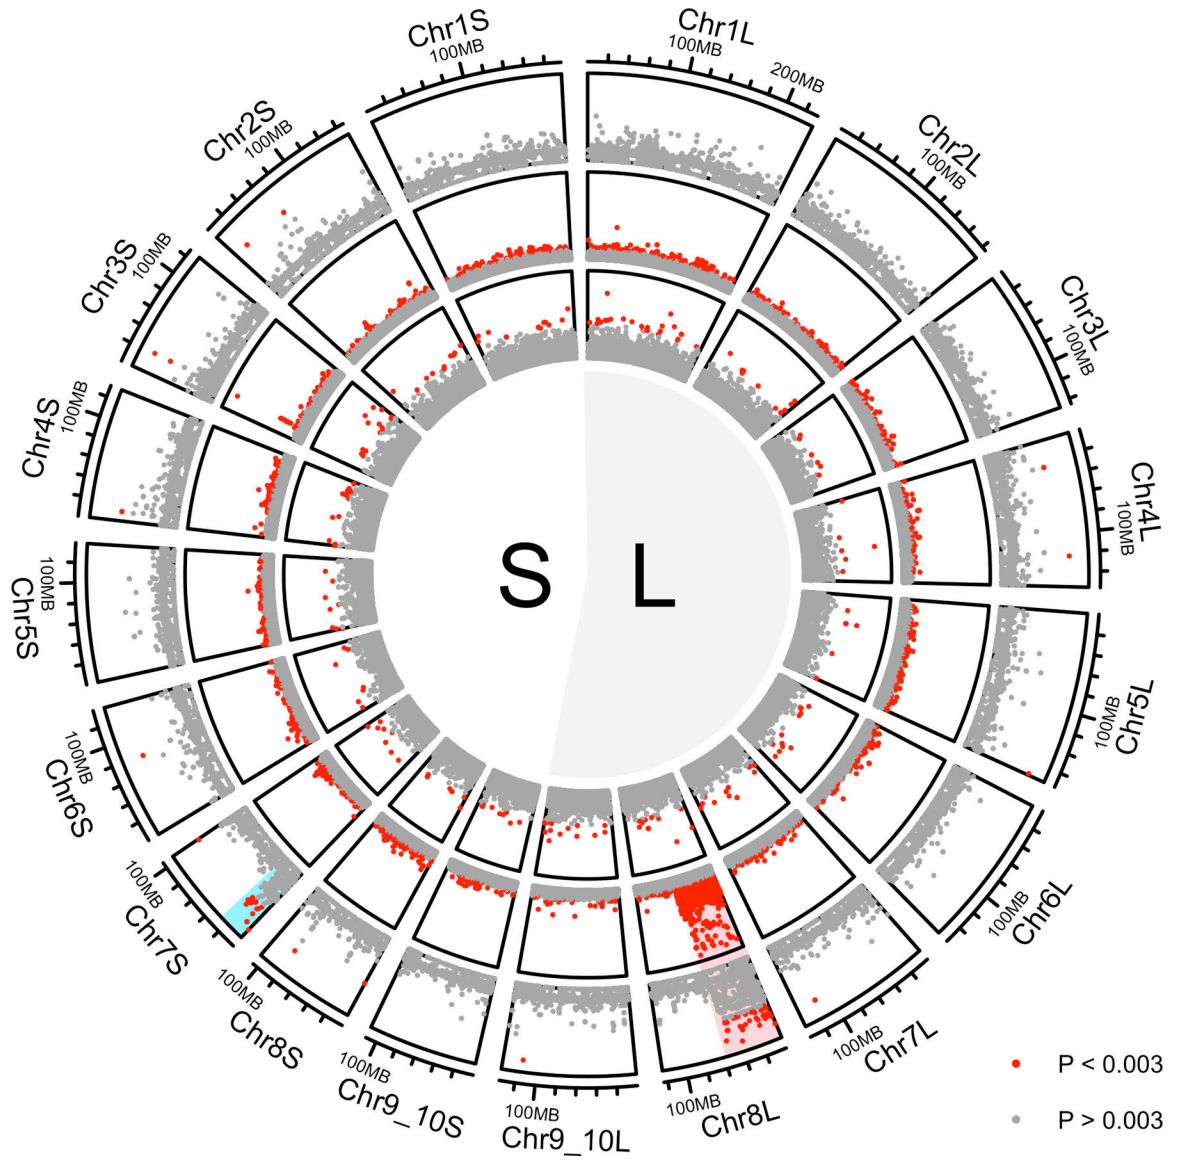 Chr1S
100MB
Chr1L
100MB
200MB
Chr2S
100MB
Chr2L
100MB
Chr3S
100MB
Chr3L
100MB
Chr4S
100MB
Chr4L
100MB
S L
Chr5S
100MB
Chr5L
100MB
Chr6S
100MB
Chr6L
100MB
Chr7S
100MB
Chr7L
100MB
Chr8S
100MB
Chr8L
100MB
Chr9_10S
100MB
Chr9_10L
100MB
P < 0.003
P > 0.003